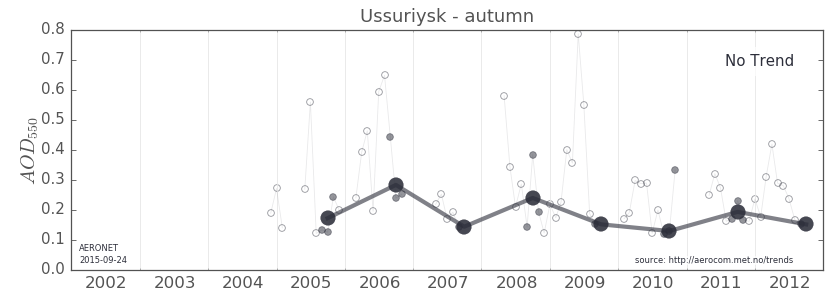 Ussuriysk - autumn
0.8
0.7
0.6
0.5
0.4
0.3
0.2
0.1
0.0
AOD550
No Trend
AERONET
2015-09-24
source: http://aerocom.met.no/trends
2002 2003 2004 2005 2006 2007 2008 2009 2010 2011 2012